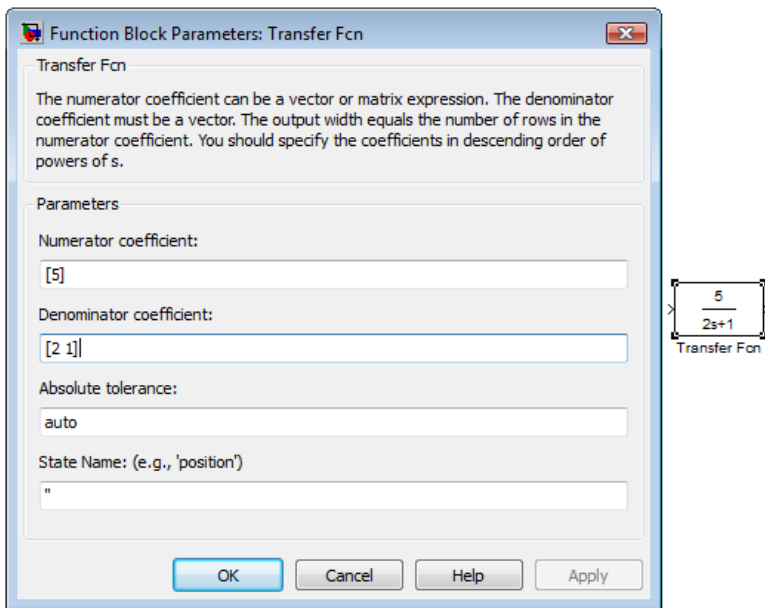 Function Block Parameters: Transfer Fcn
Transfer Fcn
The numerator coefficient can be a vector or matrix expression. The denominator
coefficient must be a vector. The output width equals the number of rows in the
numerator coefficient. You should specify the coefficients in descending order of
powers of s.
Parameters
Numerator coefficient:
[5]
Denominator coefficient:
[2 1]
Absolute tolerance:
auto
State Name: (e.g., 'position')
''
OK Cancel Help Apply
5
2s+1
Transfer Fcn